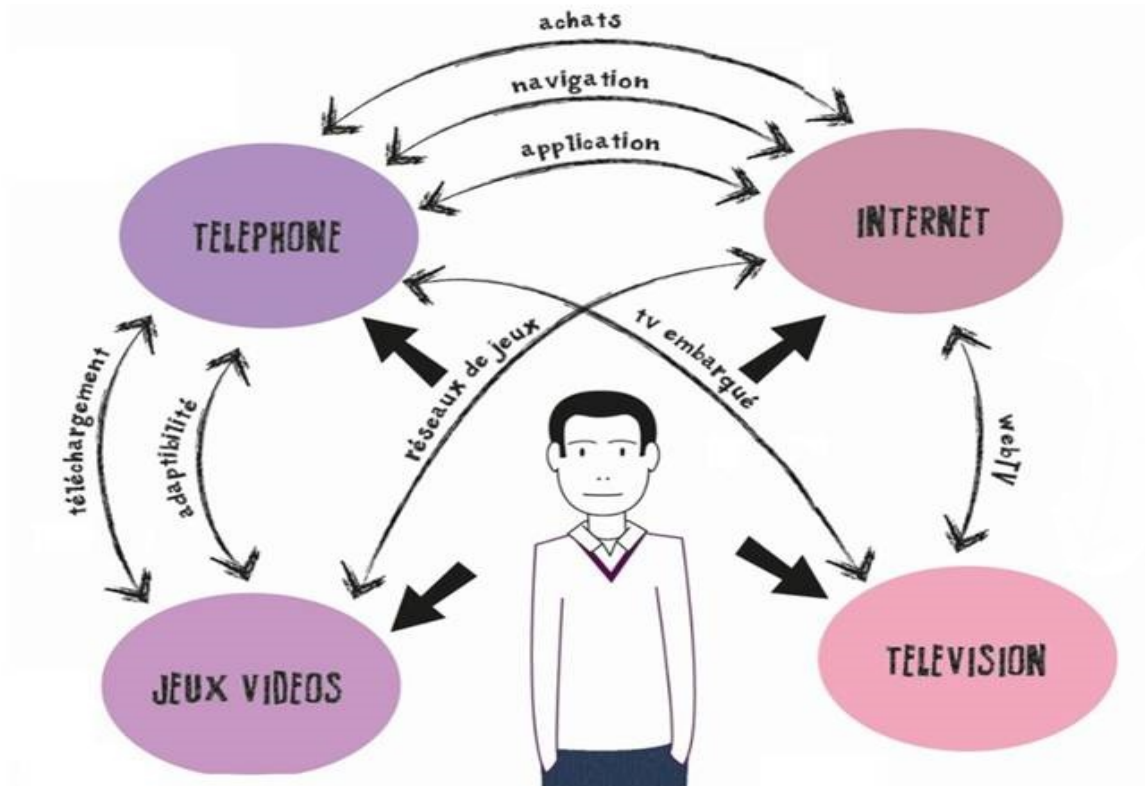 achats
navigation
application
TELEPHONE
INTERNET
réseaux de jeux
tv embarqué
téléchargement
adaptibilité
webTV
JEUX VIDEOS
TELEVISION